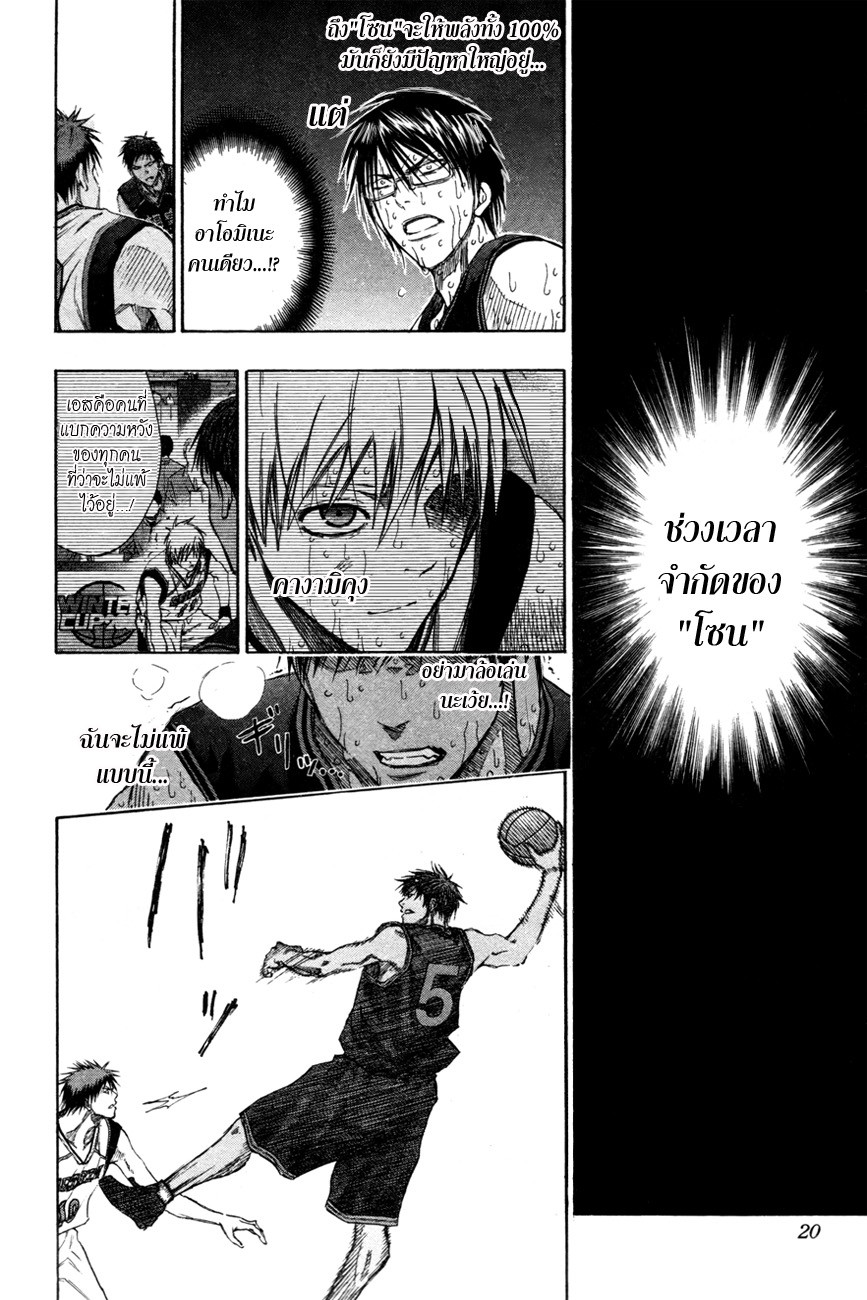 ช่วงเวลา
จำกัดของ
"โซน"
ถึง"โซน"จะให้พลังทั้ง 100%
มันก็ยังมีปัญหาใหญ่อยู่...
แต่
ทำไม
อาโอมิเนะ
คนเดียว...!?
คางามิคุง
เอสคือคนที่
แบกความหวัง
ของทุกคน
ที่ว่าจะไม่แพ้
ไว้อยู่.../
WINTE
CUP
อย่ามาล้อเล่น
นะเว้ย...!
ギリッ...
ฉันจะไม่แพ้
แบบนี้...
5
20